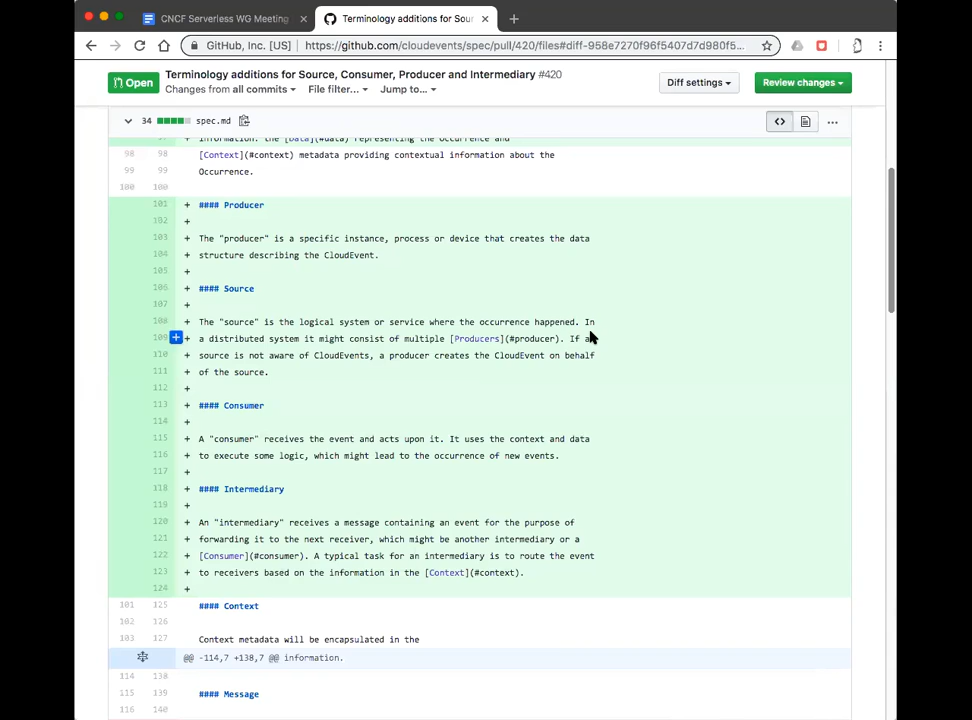 CNCF Serverless WG Meeting
Terminology additions for Sour
GitHub, Inc. [US] https://github.com/cloudevents/spec/pull/420/files#diff-958e7270f96f5407d7d980f5...
Open
Terminology additions for Source, Consumer, Producer and Intermediary #420
Changes from all commits File filter... Jump to...
Diff settings
Review changes
34 spec.md
+ information: the [Data](#data) representing the Occurrence and
98 98 [Context](#context) metadata providing contextual information about the
99 99 Occurrence.
100 100
101 + #### Producer
102 +
103 + The "producer" is a specific instance, process or device that creates the data
104 + structure describing the CloudEvent.
105 +
106 + #### Source
107 +
108 + The "source" is the logical system or service where the occurrence happened. In
109 + a distributed system it might consist of multiple [Producers](#producer). If a
110 + source is not aware of CloudEvents, a producer creates the CloudEvent on behalf
111 + of the source.
112 +
113 + #### Consumer
114 +
115 + A "consumer" receives the event and acts upon it. It uses the context and data
116 + to execute some logic, which might lead to the occurrence of new events.
117 +
118 + #### Intermediary
119 +
120 + An "intermediary" receives a message containing an event for the purpose of
121 + forwarding it to the next receiver, which might be another intermediary or a
122 + [Consumer](#consumer). A typical task for an intermediary is to route the event
123 + to receivers based on the information in the [Context](#context).
124 +
101 125 #### Context
102 126
103 127 Context metadata will be encapsulated in the
@@ -114,7 +138,7 @@ information.
114 138
115 139 #### Message
116 140